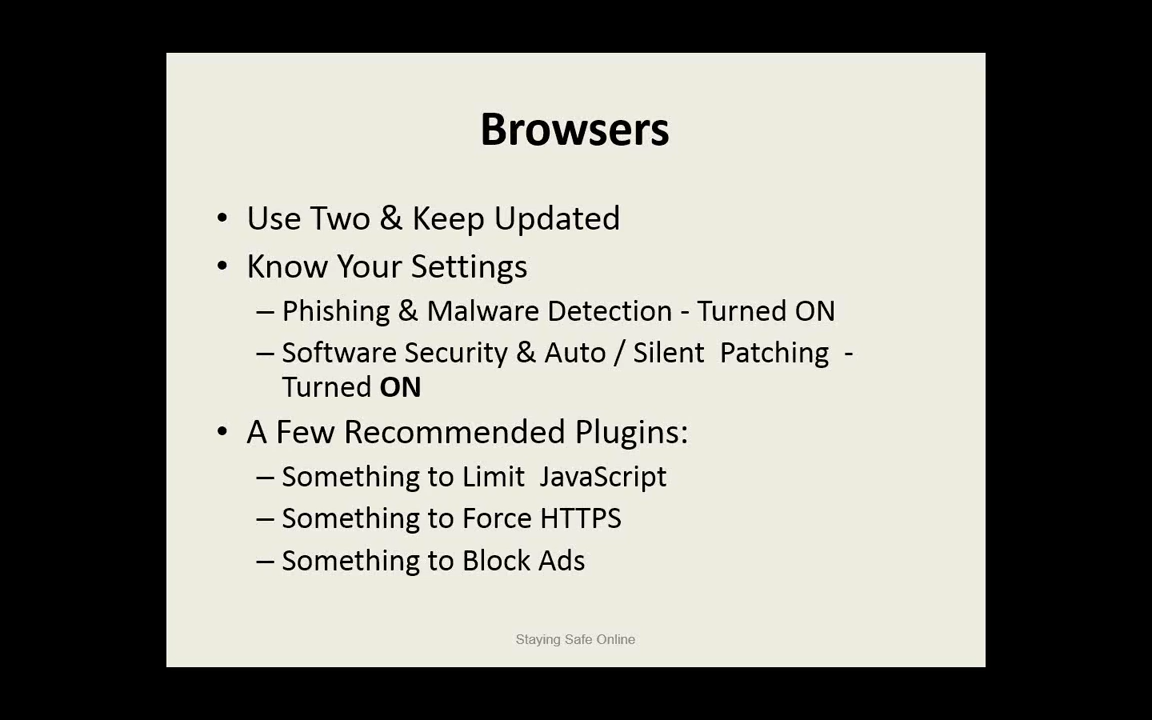 Browsers
• Use Two & Keep Updated
• Know Your Settings
– Phishing & Malware Detection - Turned ON
– Software Security & Auto / Silent  Patching  -
Turned ON
• A Few Recommended Plugins:
– Something to Limit  JavaScript
– Something to Force HTTPS
– Something to Block Ads
Staying Safe Online